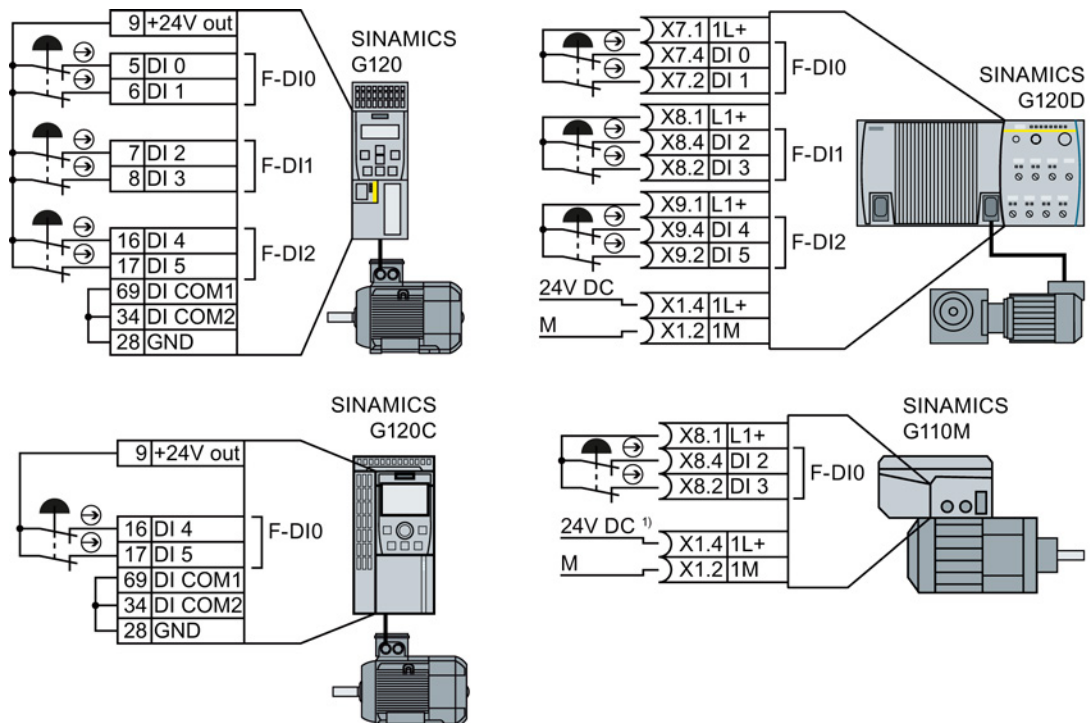 SINAMICS
G120
9 +24V out
5 DI 0
6 DI 1
F-DI0
7 DI 2
8 DI 3
F-DI1
16 DI 4
17 DI 5
F-DI2
69 DI COM1
34 DI COM2
28 GND
SINAMICS
G120D
X7.1 1L+
X7.4 DI 0
X7.2 DI 1
F-DI0
X8.1 L1+
X8.4 DI 2
X8.2 DI 3
F-DI1
X9.1 L1+
X9.4 DI 4
X9.2 DI 5
F-DI2
24V DC
X1.4 1L+
M
X1.2 1M
SINAMICS
G120C
9 +24V out
16 DI 4
17 DI 5
F-DI0
69 DI COM1
34 DI COM2
28 GND
SINAMICS
G110M
X8.1 L1+
X8.4 DI 2
X8.2 DI 3
F-DI0
24V DC 1)
X1.4 1L+
M
X1.2 1M